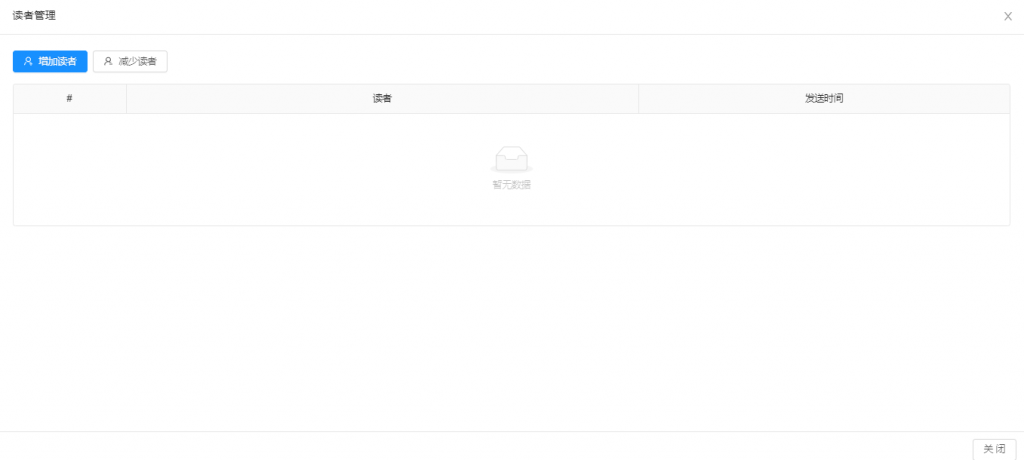 读者管理
增加读者 减少读者
# 读者 发送时间
暂无数据
关 闭